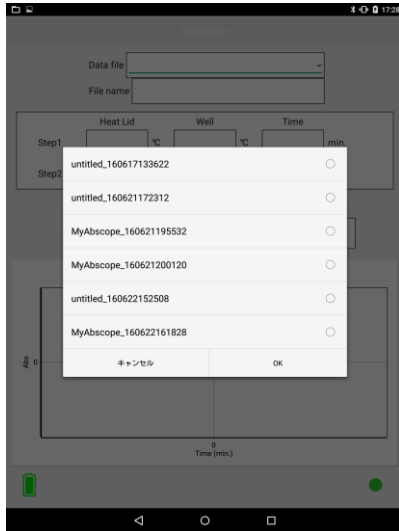 17:28
Data file
File name
Heat Lid Well Time
Step1 ℃ ℃ min.
Step2
untitled_160617133622
untitled_160621172312
MyAbscope_160621195532
MyAbscope_160621200120
untitled_160622152508
MyAbscope_160622161828
キャンセル OK
Abs 0
0
Time (min.)